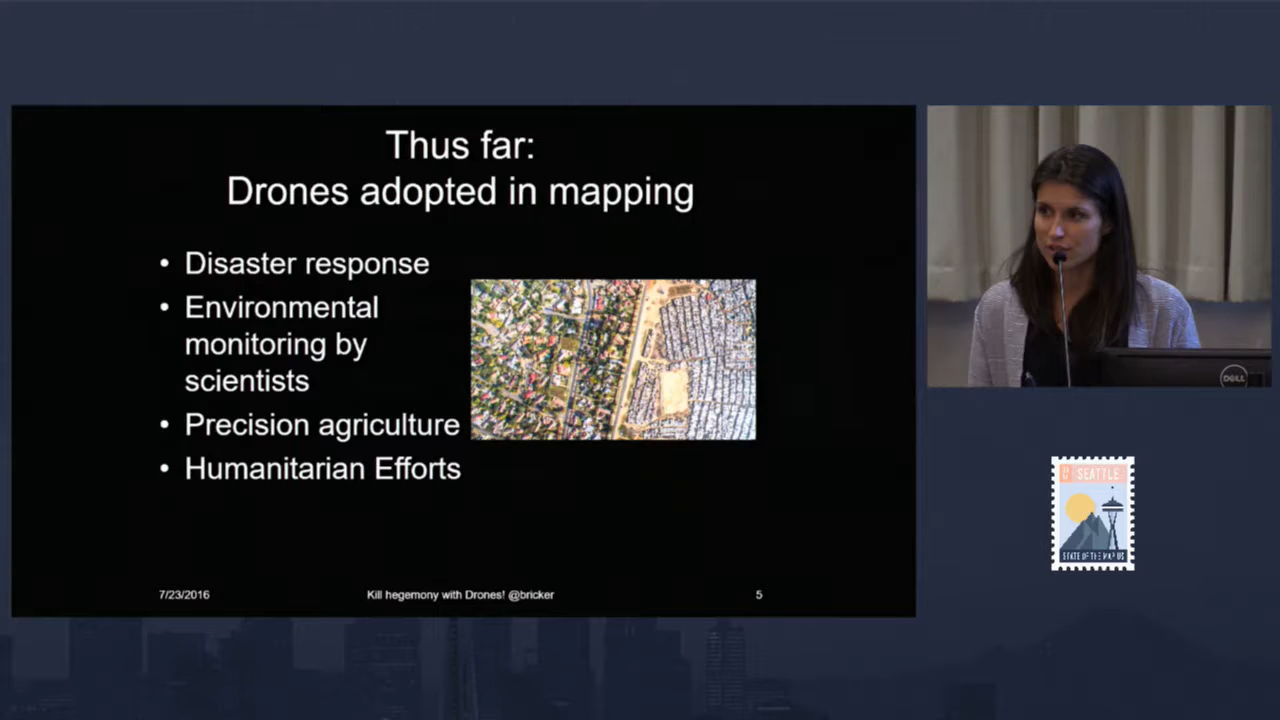 Thus far:
Drones adopted in mapping
• Disaster response
• Environmental
monitoring by
scientists
• Precision agriculture
• Humanitarian Efforts
7/23/2016
Kill hegemony with Drones! @bricker
5
DELL
SEATTLE
STATE OF THE MAP US